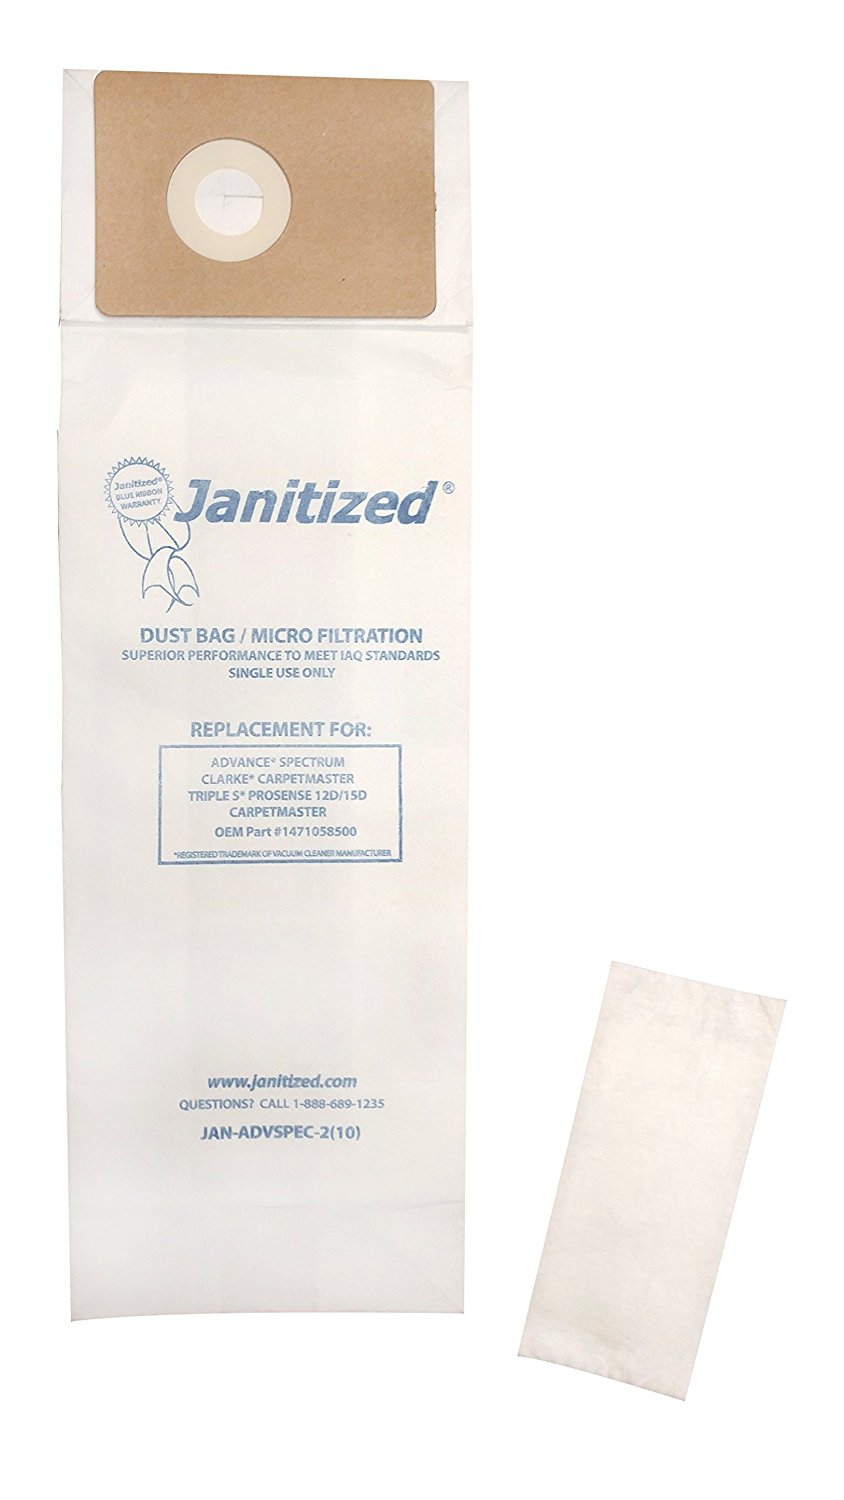 Janitized®
BLUE RIBBON
WARRANTY
Janitized®
DUST BAG / MICRO FILTRATION
SUPERIOR PERFORMANCE TO MEET IAQ STANDARDS
SINGLE USE ONLY
REPLACEMENT FOR:
ADVANCE* SPECTRUM
CLARKE* CARPETMASTER
TRIPLE S* PROSENSE 12D/15D
CARPETMASTER
OEM Part #1471058500
*REGISTERED TRADEMARK OF VACUUM CLEANER MANUFACTURER
www.janitized.com
QUESTIONS? CALL 1-888-689-1235
JAN-ADVSPEC-2(10)